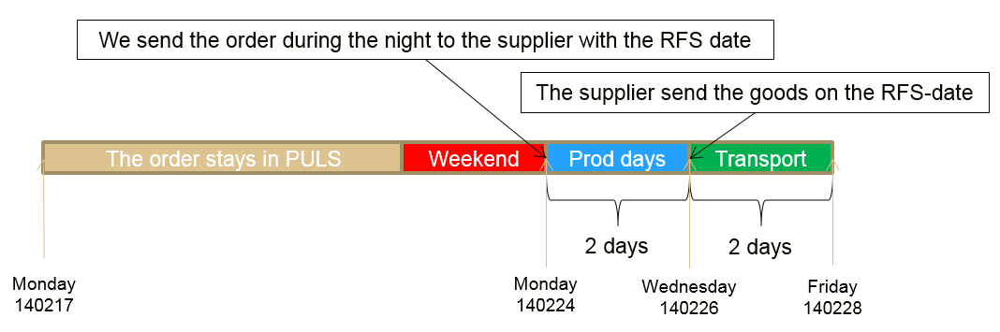 We send the order during the night to the supplier with the RFS date
The supplier send the goods on the RFS-date
The order stays in PULS
Weekend
Prod days
Transport
2 days
2 days
Monday
140217
Monday
140224
Wednesday
140226
Friday
140228